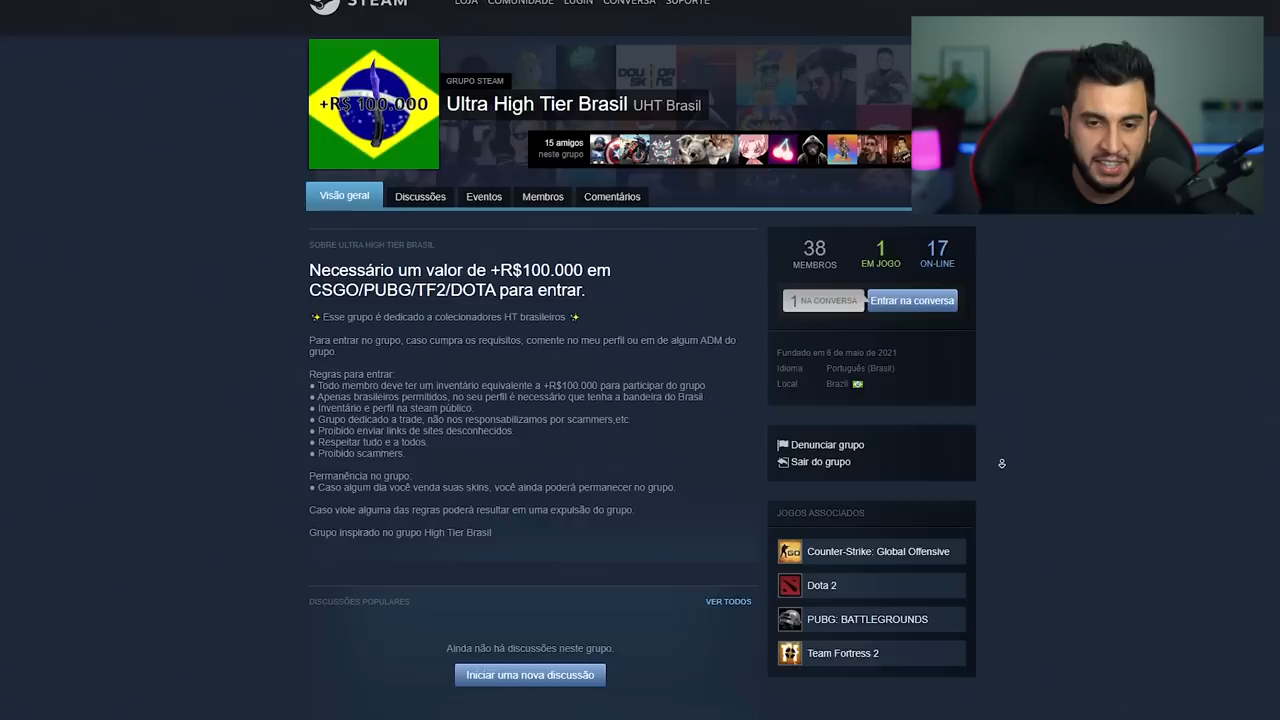 STEAM
LOJA COMUNIDADE LOGIN CONVERSA SUPORTE
+R$ 100.000
GRUPO STEAM
Ultra High Tier Brasil UHT Brasil
15 amigos
neste grupo
Visão geral Discussões Eventos Membros Comentários
SOBRE ULTRA HIGH TIER BRASIL
Necessário um valor de +R$100.000 em
CSGO/PUBG/TF2/DOTA para entrar.
✨Esse grupo é dedicado a colecionadores HT brasileiros ✨
Para entrar no grupo, caso cumpra os requisitos, comente no meu perfil ou em de algum ADM do
grupo.
Regras para entrar:
● Todo membro deve ter um inventário equivalente a +R$100.000 para participar do grupo
● Apenas brasileiros permitidos, no seu perfil é necessário que tenha a bandeira do Brasil.
● Inventário e perfil na steam público.
● Grupo dedicado a trade, não nos responsabilizamos por scammers,etc.
● Proibido enviar links de sites desconhecidos.
● Respeitar tudo e a todos.
● Proibido scammers.
Permanência no grupo:
● Caso algum dia você venda suas skins, você ainda poderá permanecer no grupo.
Caso viole alguma das regras poderá resultar em uma expulsão do grupo.
Grupo inspirado no grupo High Tier Brasil
DISCUSSÕES POPULARES
VER TODOS
Ainda não há discussões neste grupo.
Iniciar uma nova discussão
38 1 17
MEMBROS EM JOGO ON-LINE
1 NA CONVERSA Entrar na conversa
Fundado em 6 de maio de 2021
Idioma Português (Brasil)
Local Brazil
Denunciar grupo
Sair do grupo
JOGOS ASSOCIADOS
Counter-Strike: Global Offensive
Dota 2
PUBG: BATTLEGROUNDS
Team Fortress 2